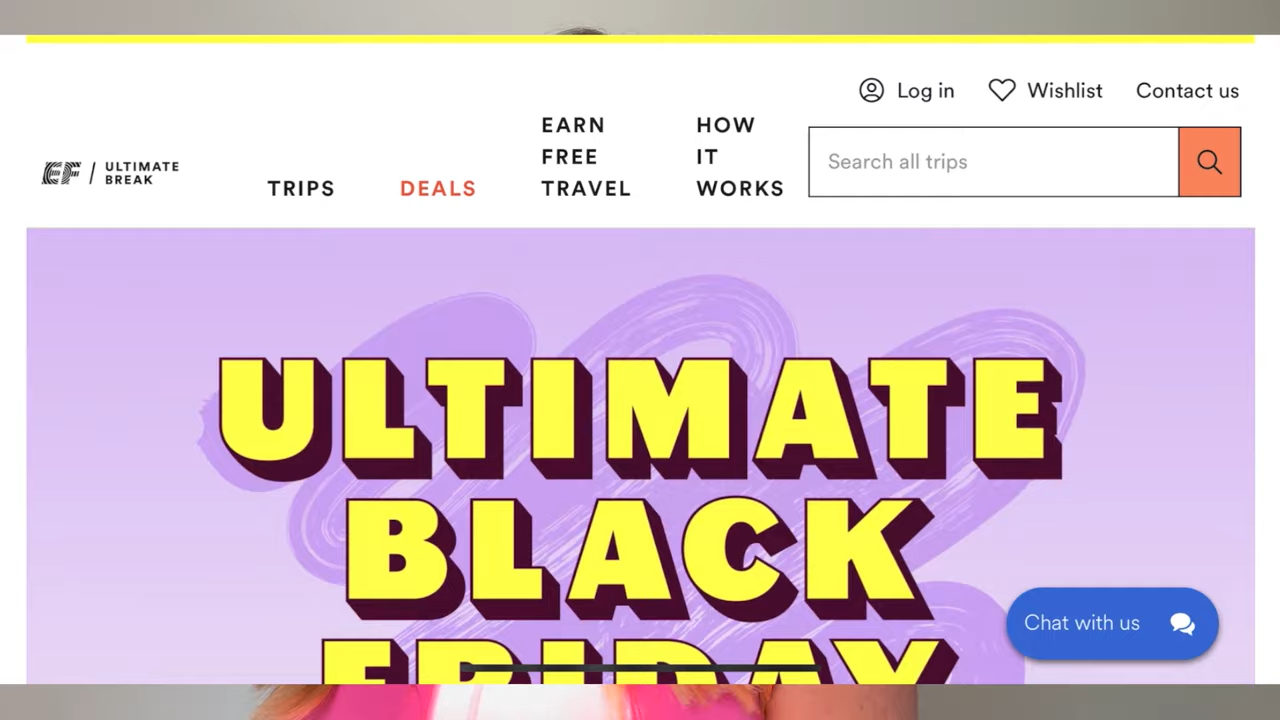 Log in
Wishlist
Contact us
EF / ULTIMATE
BREAK
TRIPS
DEALS
EARN
FREE
TRAVEL
HOW
IT
WORKS
Search all trips
ULTIMATE
BLACK
FRIDAY
Chat with us